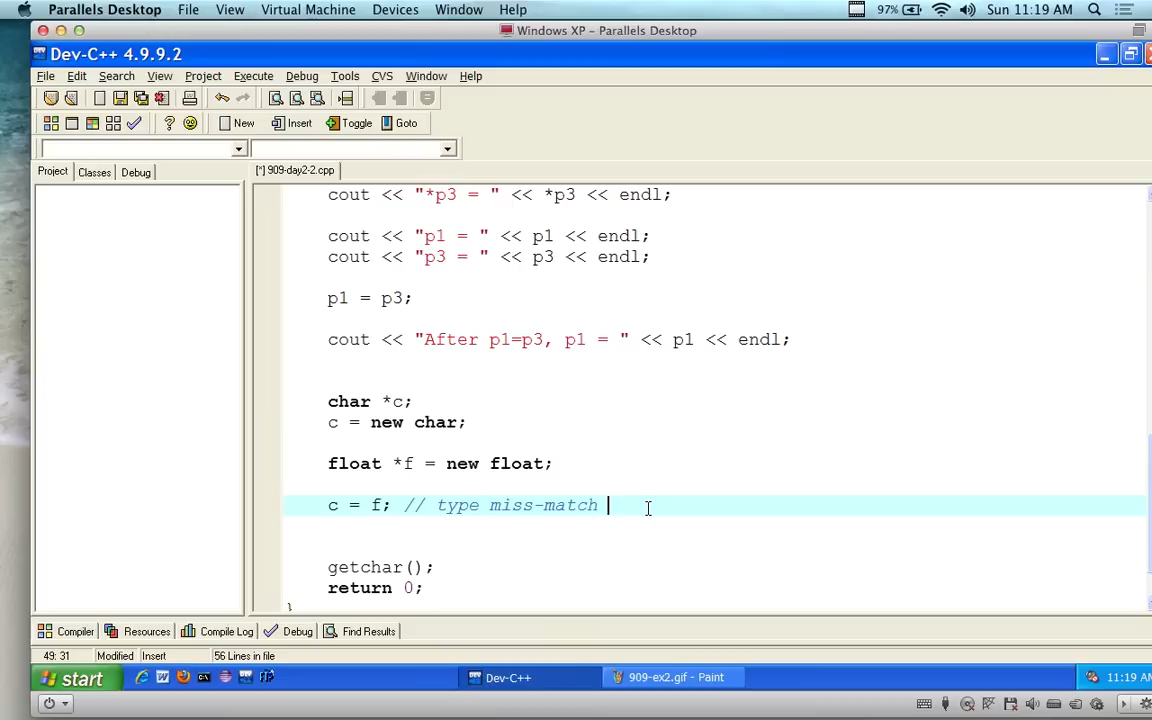 Parallels Desktop File View Virtual Machine Devices Window Help 97% Sun 11:19 AM
Windows XP - Parallels Desktop
Dev-C++ 4.9.9.2
File Edit Search View Project Execute Debug Tools CVS Window Help
New Insert Toggle Goto
Project Classes Debug [*] 909-day2-2.cpp
cout << "*p3 = " << *p3 << endl;
cout << "p1 = " << p1 << endl;
cout << "p3 = " << p3 << endl;
p1 = p3;
cout << "After p1=p3, p1 = " << p1 << endl;
char *c;
c = new char;
float *f = new float;
c = f; // type miss-match
getchar();
return 0;
}
Compiler Resources Compile Log Debug Find Results
49: 31 Modified Insert 56 Lines in file
start Dev-C++ 909-ex2.gif - Paint 11:19 AM